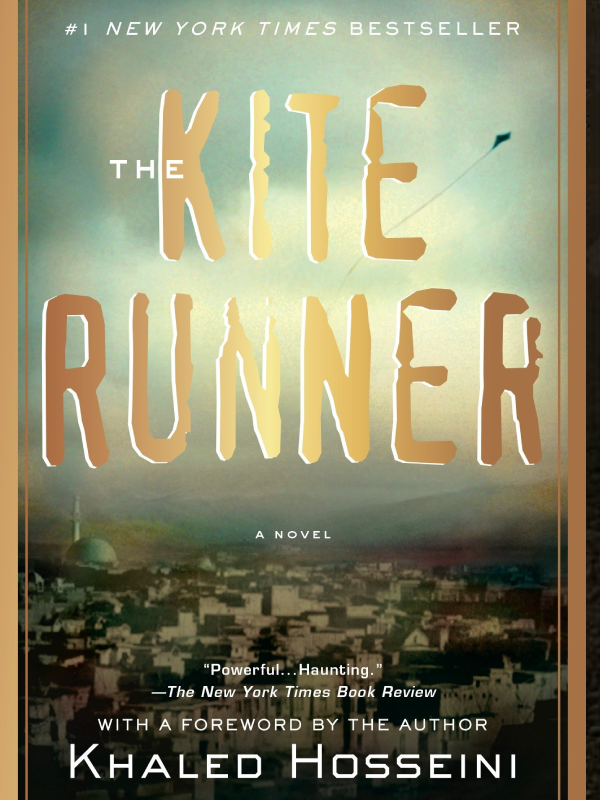 #1 NEW YORK TIMES BESTSELLER
THE KITE
RUNNER
A NOVEL
“Powerful...Haunting.”
—The New York Times Book Review
WITH A FOREWORD BY THE AUTHOR
KHALED HOSSEINI